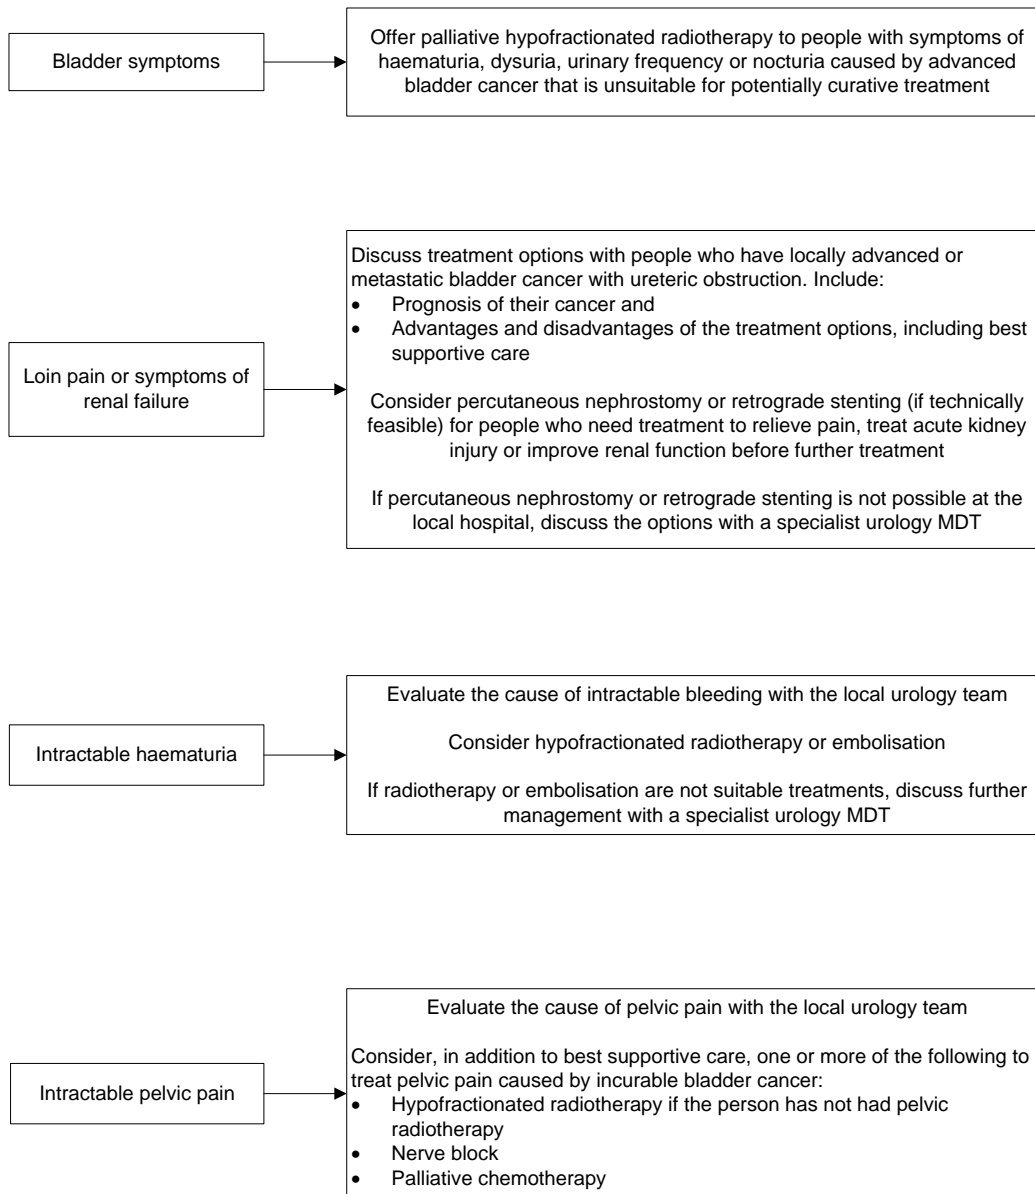 Bladder symptoms
Offer palliative hypofractionated radiotherapy to people with symptoms of
haematuria, dysuria, urinary frequency or nocturia caused by advanced
bladder cancer that is unsuitable for potentially curative treatment
Loin pain or symptoms of
renal failure
Discuss treatment options with people who have locally advanced or
metastatic bladder cancer with ureteric obstruction. Include:
• Prognosis of their cancer and
• Advantages and disadvantages of the treatment options, including best
supportive care
Consider percutaneous nephrostomy or retrograde stenting (if technically
feasible) for people who need treatment to relieve pain, treat acute kidney
injury or improve renal function before further treatment
If percutaneous nephrostomy or retrograde stenting is not possible at the
local hospital, discuss the options with a specialist urology MDT
Intractable haematuria
Evaluate the cause of intractable bleeding with the local urology team
Consider hypofractionated radiotherapy or embolisation
If radiotherapy or embolisation are not suitable treatments, discuss further
management with a specialist urology MDT
Intractable pelvic pain
Evaluate the cause of pelvic pain with the local urology team
Consider, in addition to best supportive care, one or more of the following to
treat pelvic pain caused by incurable bladder cancer:
• Hypofractionated radiotherapy if the person has not had pelvic
radiotherapy
• Nerve block
• Palliative chemotherapy